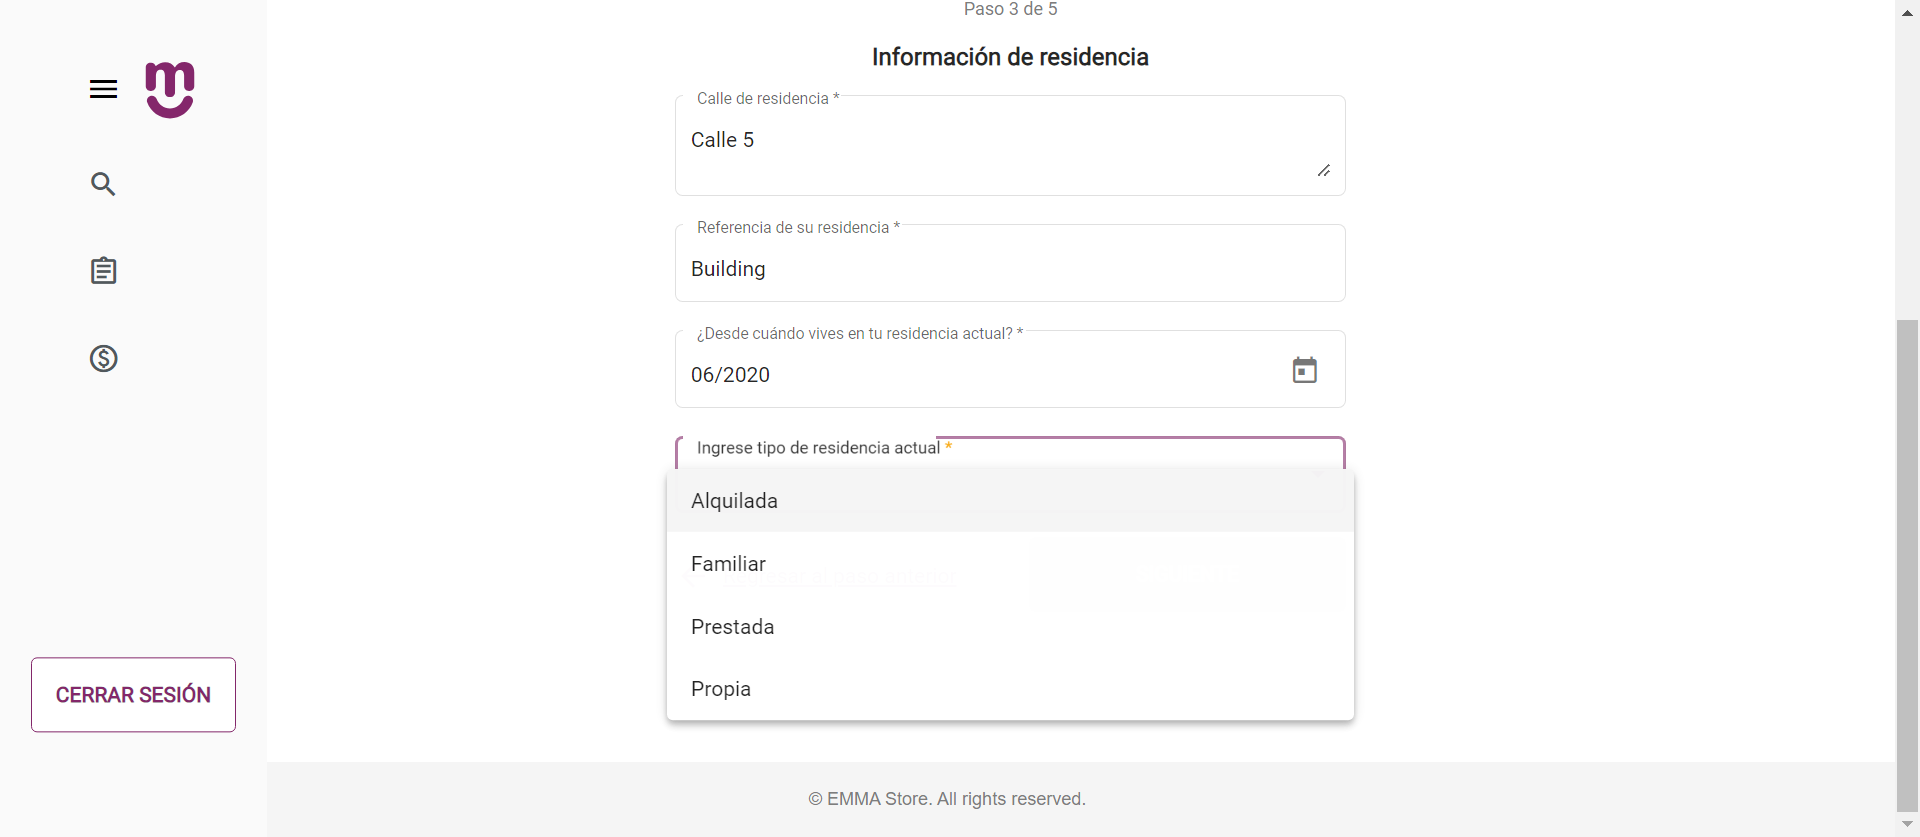 Paso 3 de 5
Información de residencia
Calle de residencia *
Calle 5
Referencia de su residencia *
Building
¿Desde cuándo vives en tu residencia actual? *
06/2020
Ingrese tipo de residencia actual *
Alquilada
Familiar
Prestada
Propia
CERRAR SESIÓN
© EMMA Store. All rights reserved.